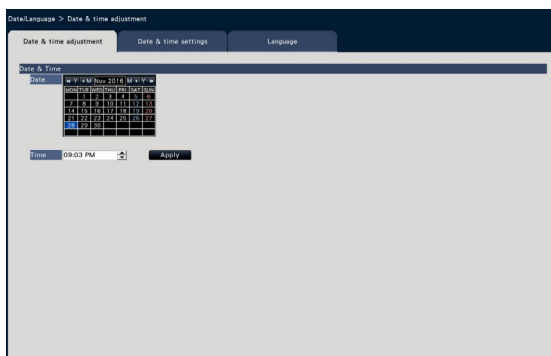 Date/Language > Date & time adjustment
Date & time adjustment
Date & time settings
Language
Date & Time
Date
Y M Nov 2016 M Y
MON TUE WED THU FRI SAT SUN
1 2 3 4 5 6
7 8 9 10 11 12 13
14 15 16 17 18 19 20
21 22 23 24 25 26 27
28 29 30
Time 09:03 PM Apply